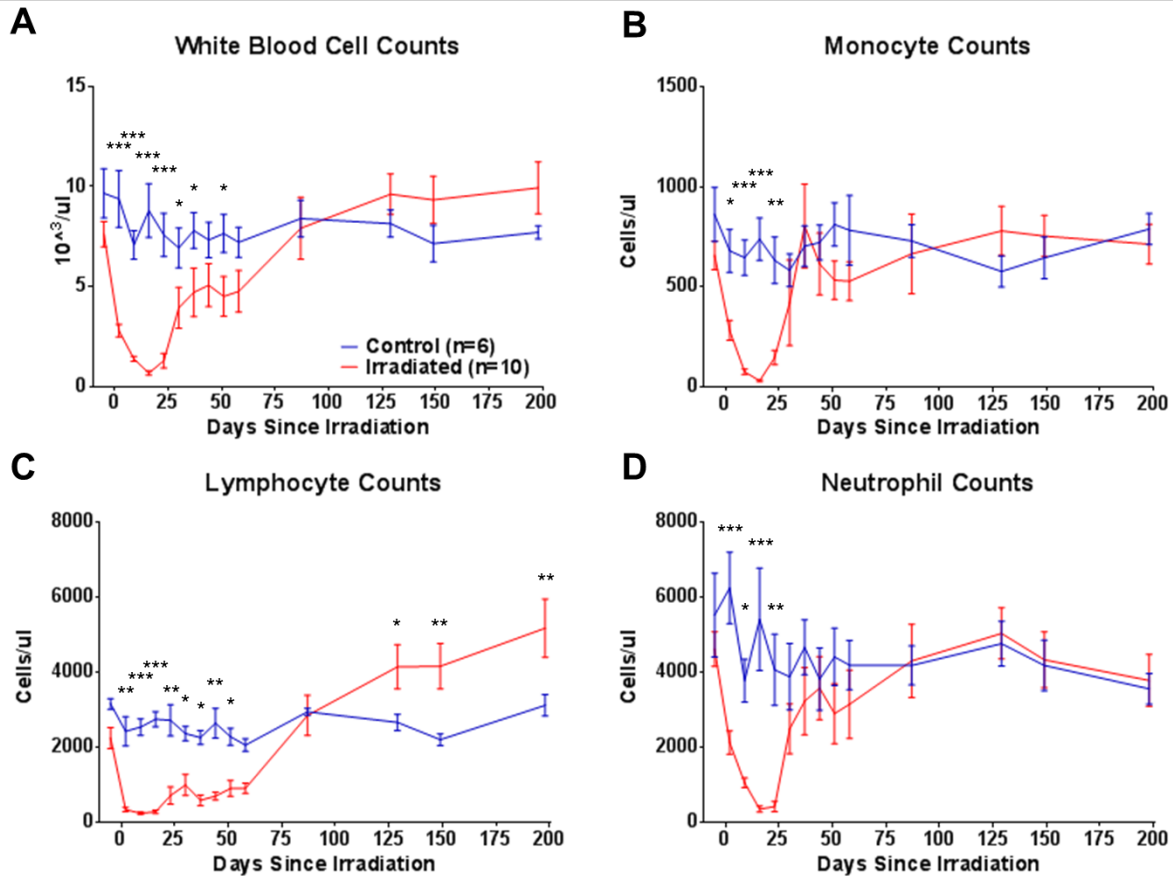 A
White Blood Cell Counts
15
10
5
0
10^3/ul
***
***
***
***
*
*
*
Control (n=6)
Irradiated (n=10)
0 25 50 75 100 125 150 175 200
Days Since Irradiation
B
Monocyte Counts
1500
1000
500
0
Cells/ul
*
***
***
**
0 25 50 75 100 125 150 175 200
Days Since Irradiation
C
Lymphocyte Counts
8000
6000
4000
2000
0
Cells/ul
**
***
***
**
*
*
**
*
*
**
**
0 25 50 75 100 125 150 175 200
Days Since Irradiation
D
Neutrophil Counts
8000
6000
4000
2000
0
Cells/ul
***
*
***
**
0 25 50 75 100 125 150 175 200
Days Since Irradiation